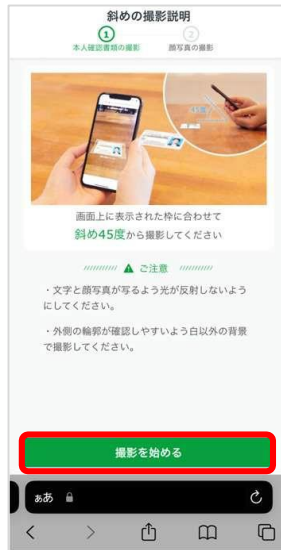 斜めの撮影説明
1
2
本人確認書類の撮影
顔写真の撮影
45度
画面上に表示された枠に合わせて
斜め45度から撮影してください
ご注意
・文字と顔写真が写るよう光が反射しないよう
にしてください。
・外側の輪郭が確認しやすいよう白以外の背景
で撮影してください。
撮影を始める
ぁあ